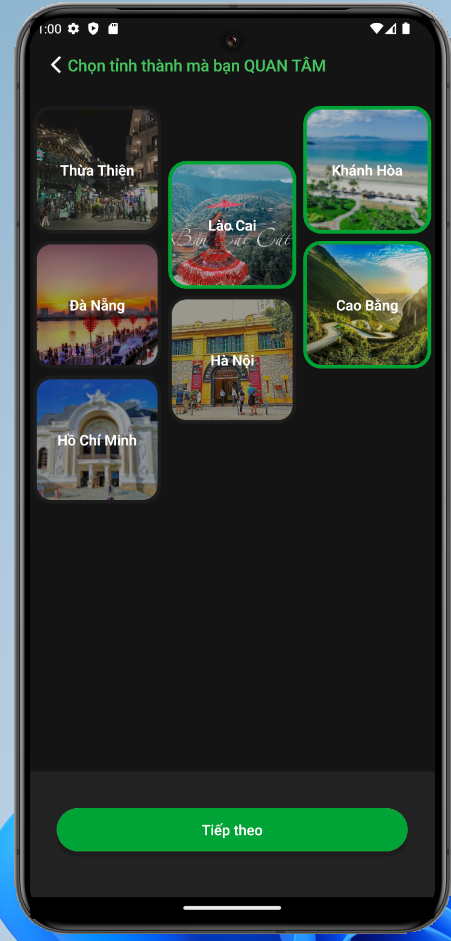 1:00
Chọn tỉnh thành mà bạn QUAN TÂM
Thừa Thiện
Lào Cai
Bản Cát Cát
Khánh Hòa
Đà Nẵng
Hà Nội
Cao Bằng
Hồ Chí Minh
Tiếp theo